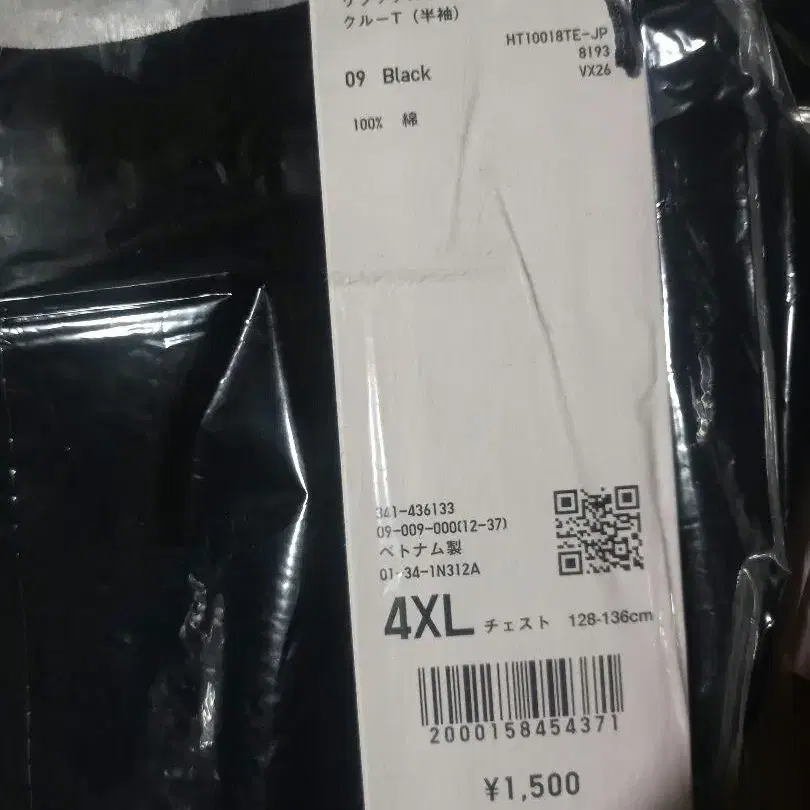 クルーT (半袖)
HT10018TE-JP
8193
VX26
09 Black
100% 綿
341-436133
09-009-000(12-37)
ベトナム製
01-34-1N312A
4XL チェスト 128-136cm
2000158454371
¥1,500